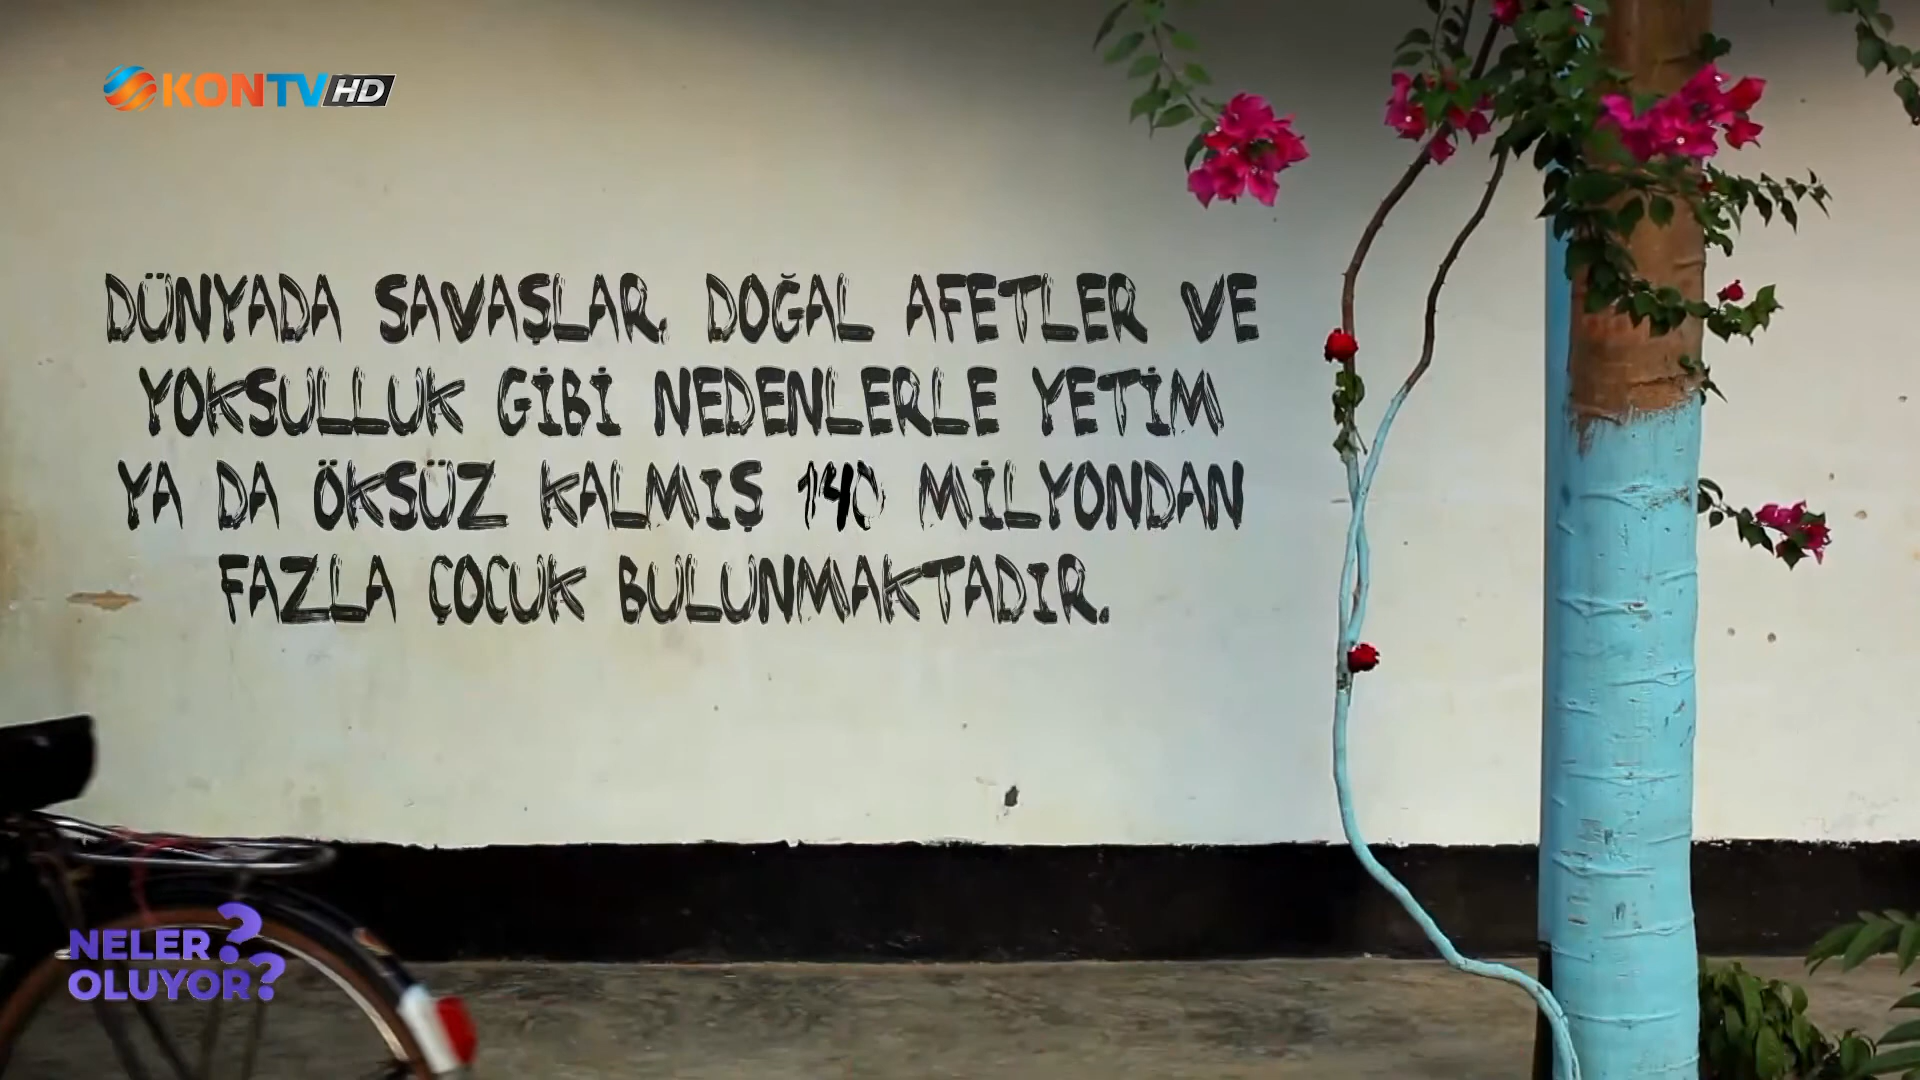 KONTV HD
DÜNYADA SAVAŞLAR, DOĞAL AFETLER VE
YOKSULLUK GİBİ NEDENLERLE YETİM
YA DA ÖKSÜZ KALMIŞ 140 MİLYONDAN
FAZLA ÇOCUK BULUNMAKTADIR.
NELER?
OLUYOR?